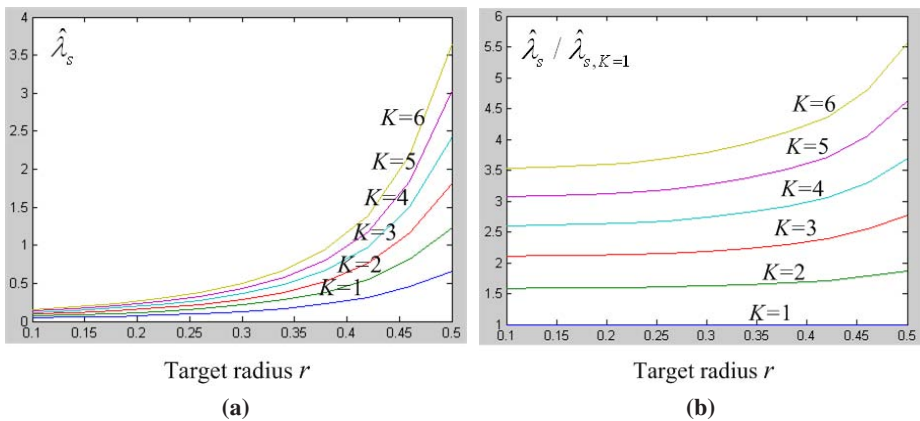 4
3.5
3
2.5
2
1.5
1
0.5
0
λ̂s
K=6
K=5
K=4
K=3
K=2
K=1
0.1 0.15 0.2 0.25 0.3 0.35 0.4 0.45 0.5
Target radius r
(a)
6
5.5
5
4.5
4
3.5
3
2.5
2
1.5
1
λ̂s / λ̂s,K=1
K=6
K=5
K=4
K=3
K=2
K=1
0.1 0.15 0.2 0.25 0.3 0.35 0.4 0.45 0.5
Target radius r
(b)